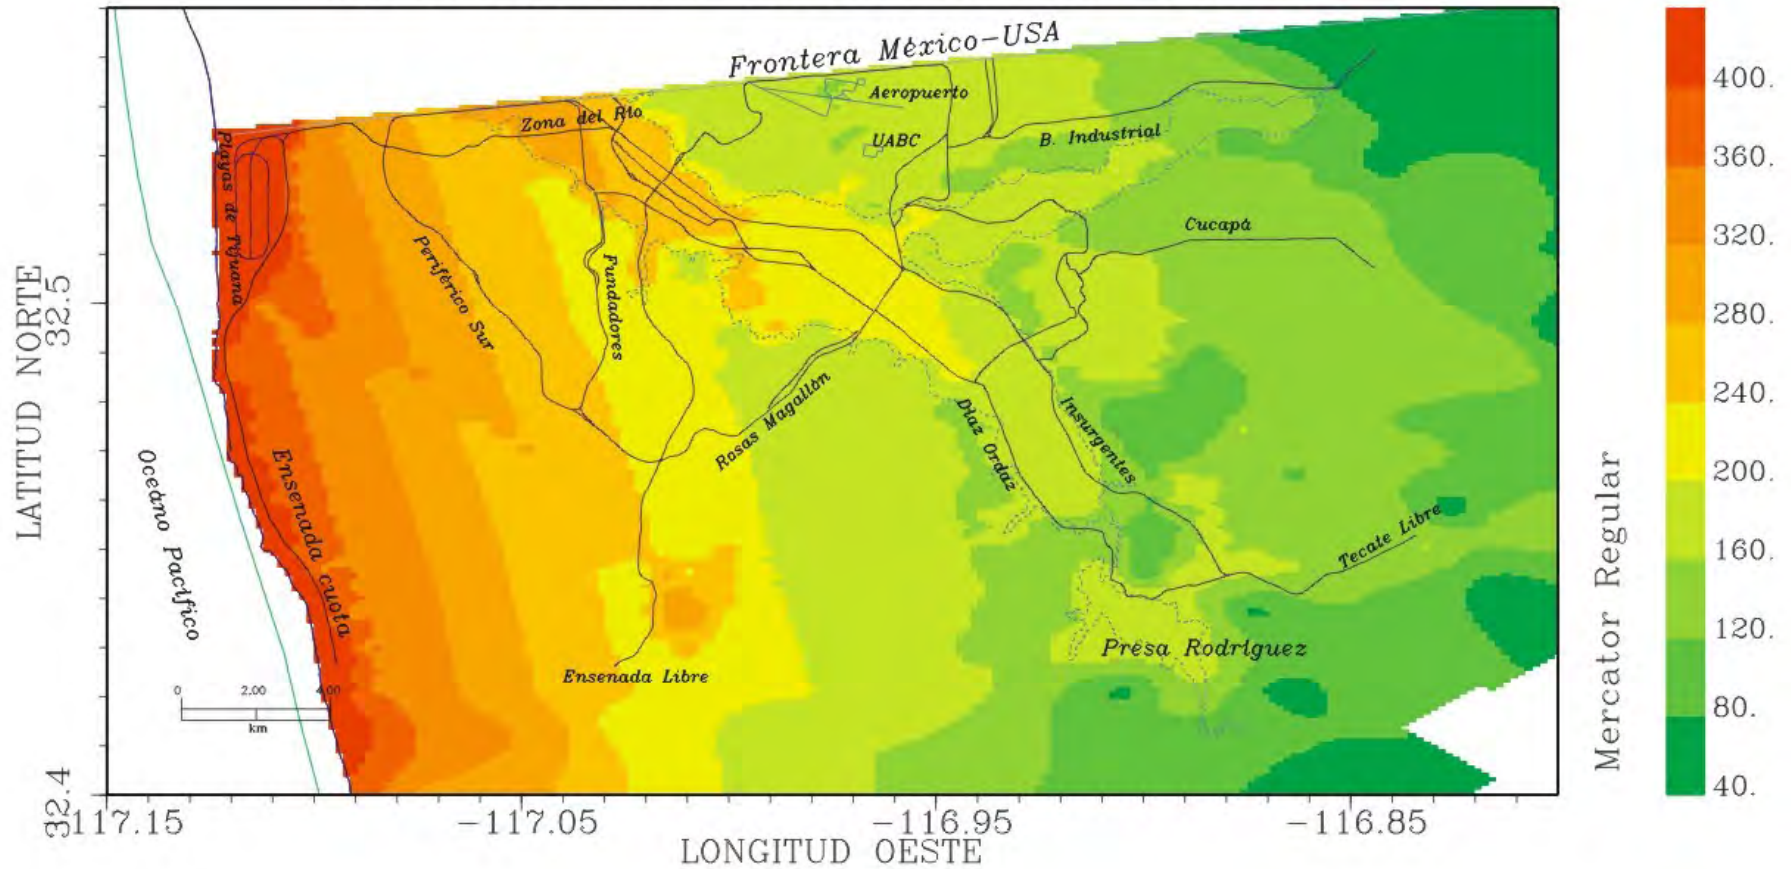 Frontera México-USA
Aeropuerto
Zona del Río
UABC
B. Industrial
Playas de Tijuana
Cucapá
Periférico Sur
Fundadores
Rosas Magallón
Díaz Ordaz
Insurgentes
Océano Pacífico
Ensenada cuota
Tecate Libre
Presa Rodríguez
Ensenada Libre
0 2.00 4.00
km
LATITUD NORTE
32.5
32.4
117.15 -117.05 -116.95 -116.85
LONGITUD OESTE
Mercator Regular
400.
360.
320.
280.
240.
200.
160.
120.
80.
40.